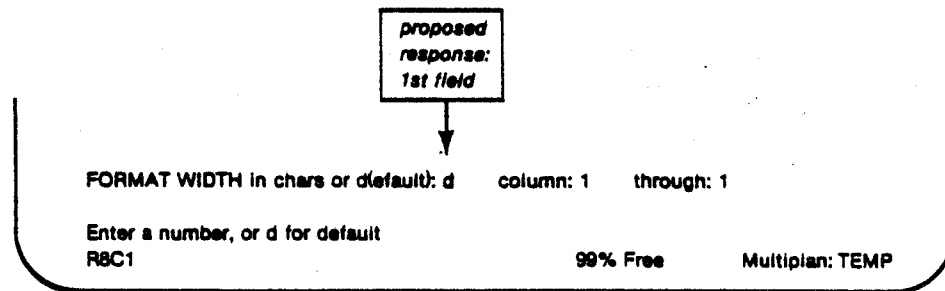 proposed
response:
1st field
FORMAT WIDTH in chars or d(efault): d column: 1 through: 1
Enter a number, or d for default
R8C1 99% Free Multiplan: TEMP